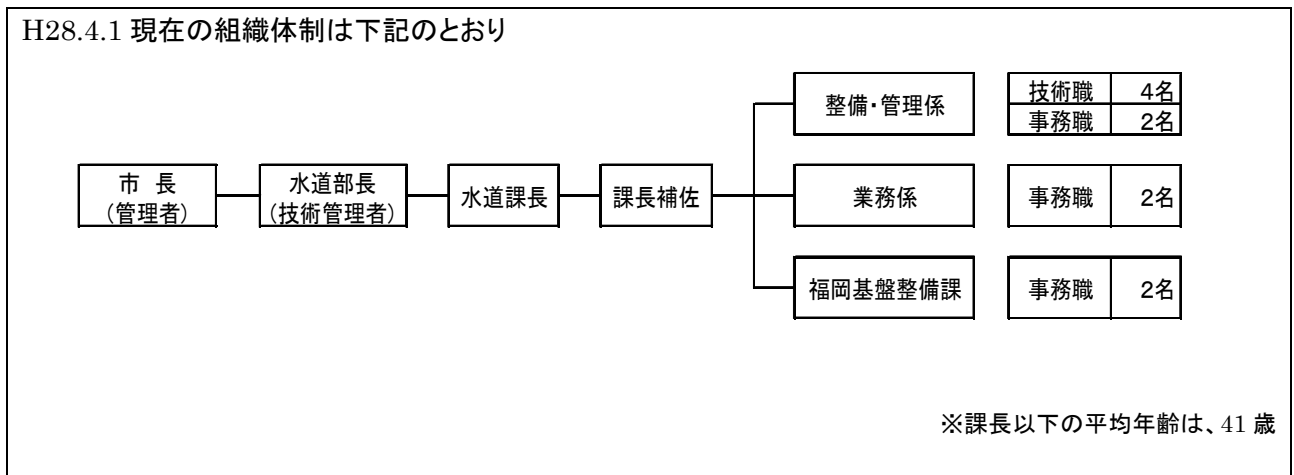 H28.4.1 現在の組織体制は下記のとおり
整備・管理係
技術職 4名
事務職 2名
市 長
(管理者)
水道部長
(技術管理者)
水道課長
課長補佐
業務係
事務職 2名
福岡基盤整備課
事務職 2名
※課長以下の平均年齢は、41 歳